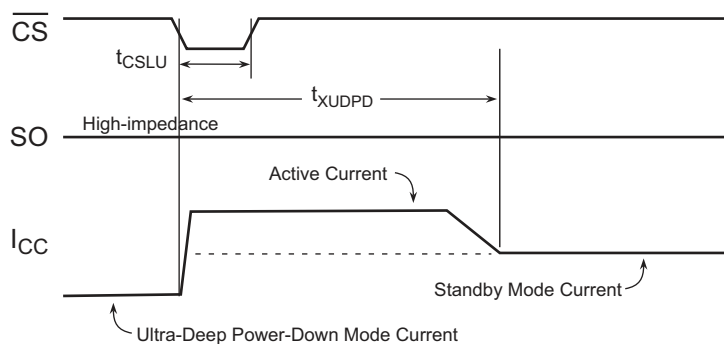 CS
tCSLU
tXUDPD
High-impedance
SO
Active Current
ICC
Standby Mode Current
Ultra-Deep Power-Down Mode Current